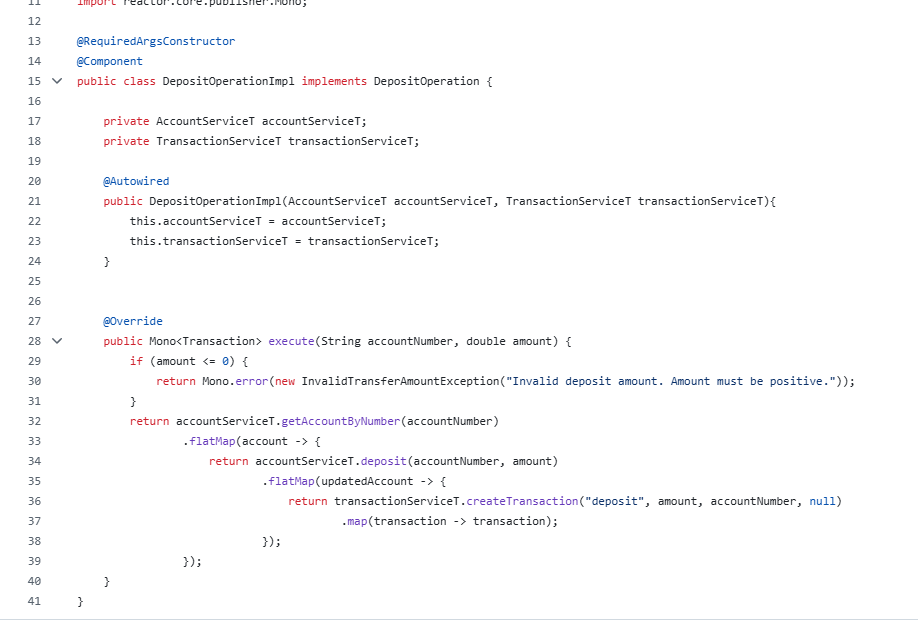 11 import reactor.core.publisher.Mono;
12
13 @RequiredArgsConstructor
14 @Component
15 public class DepositOperationImpl implements DepositOperation {
16
17     private AccountServiceT accountServiceT;
18     private TransactionServiceT transactionServiceT;
19
20     @Autowired
21     public DepositOperationImpl(AccountServiceT accountServiceT, TransactionServiceT transactionServiceT){
22         this.accountServiceT = accountServiceT;
23         this.transactionServiceT = transactionServiceT;
24     }
25
26
27     @Override
28     public Mono<Transaction> execute(String accountNumber, double amount) {
29         if (amount <= 0) {
30             return Mono.error(new InvalidTransferAmountException("Invalid deposit amount. Amount must be positive."));
31         }
32         return accountServiceT.getAccountByNumber(accountNumber)
33                 .flatMap(account -> {
34                     return accountServiceT.deposit(accountNumber, amount)
35                             .flatMap(updatedAccount -> {
36                                 return transactionServiceT.createTransaction("deposit", amount, accountNumber, null)
37                                         .map(transaction -> transaction);
38                             });
39                 });
40     }
41 }